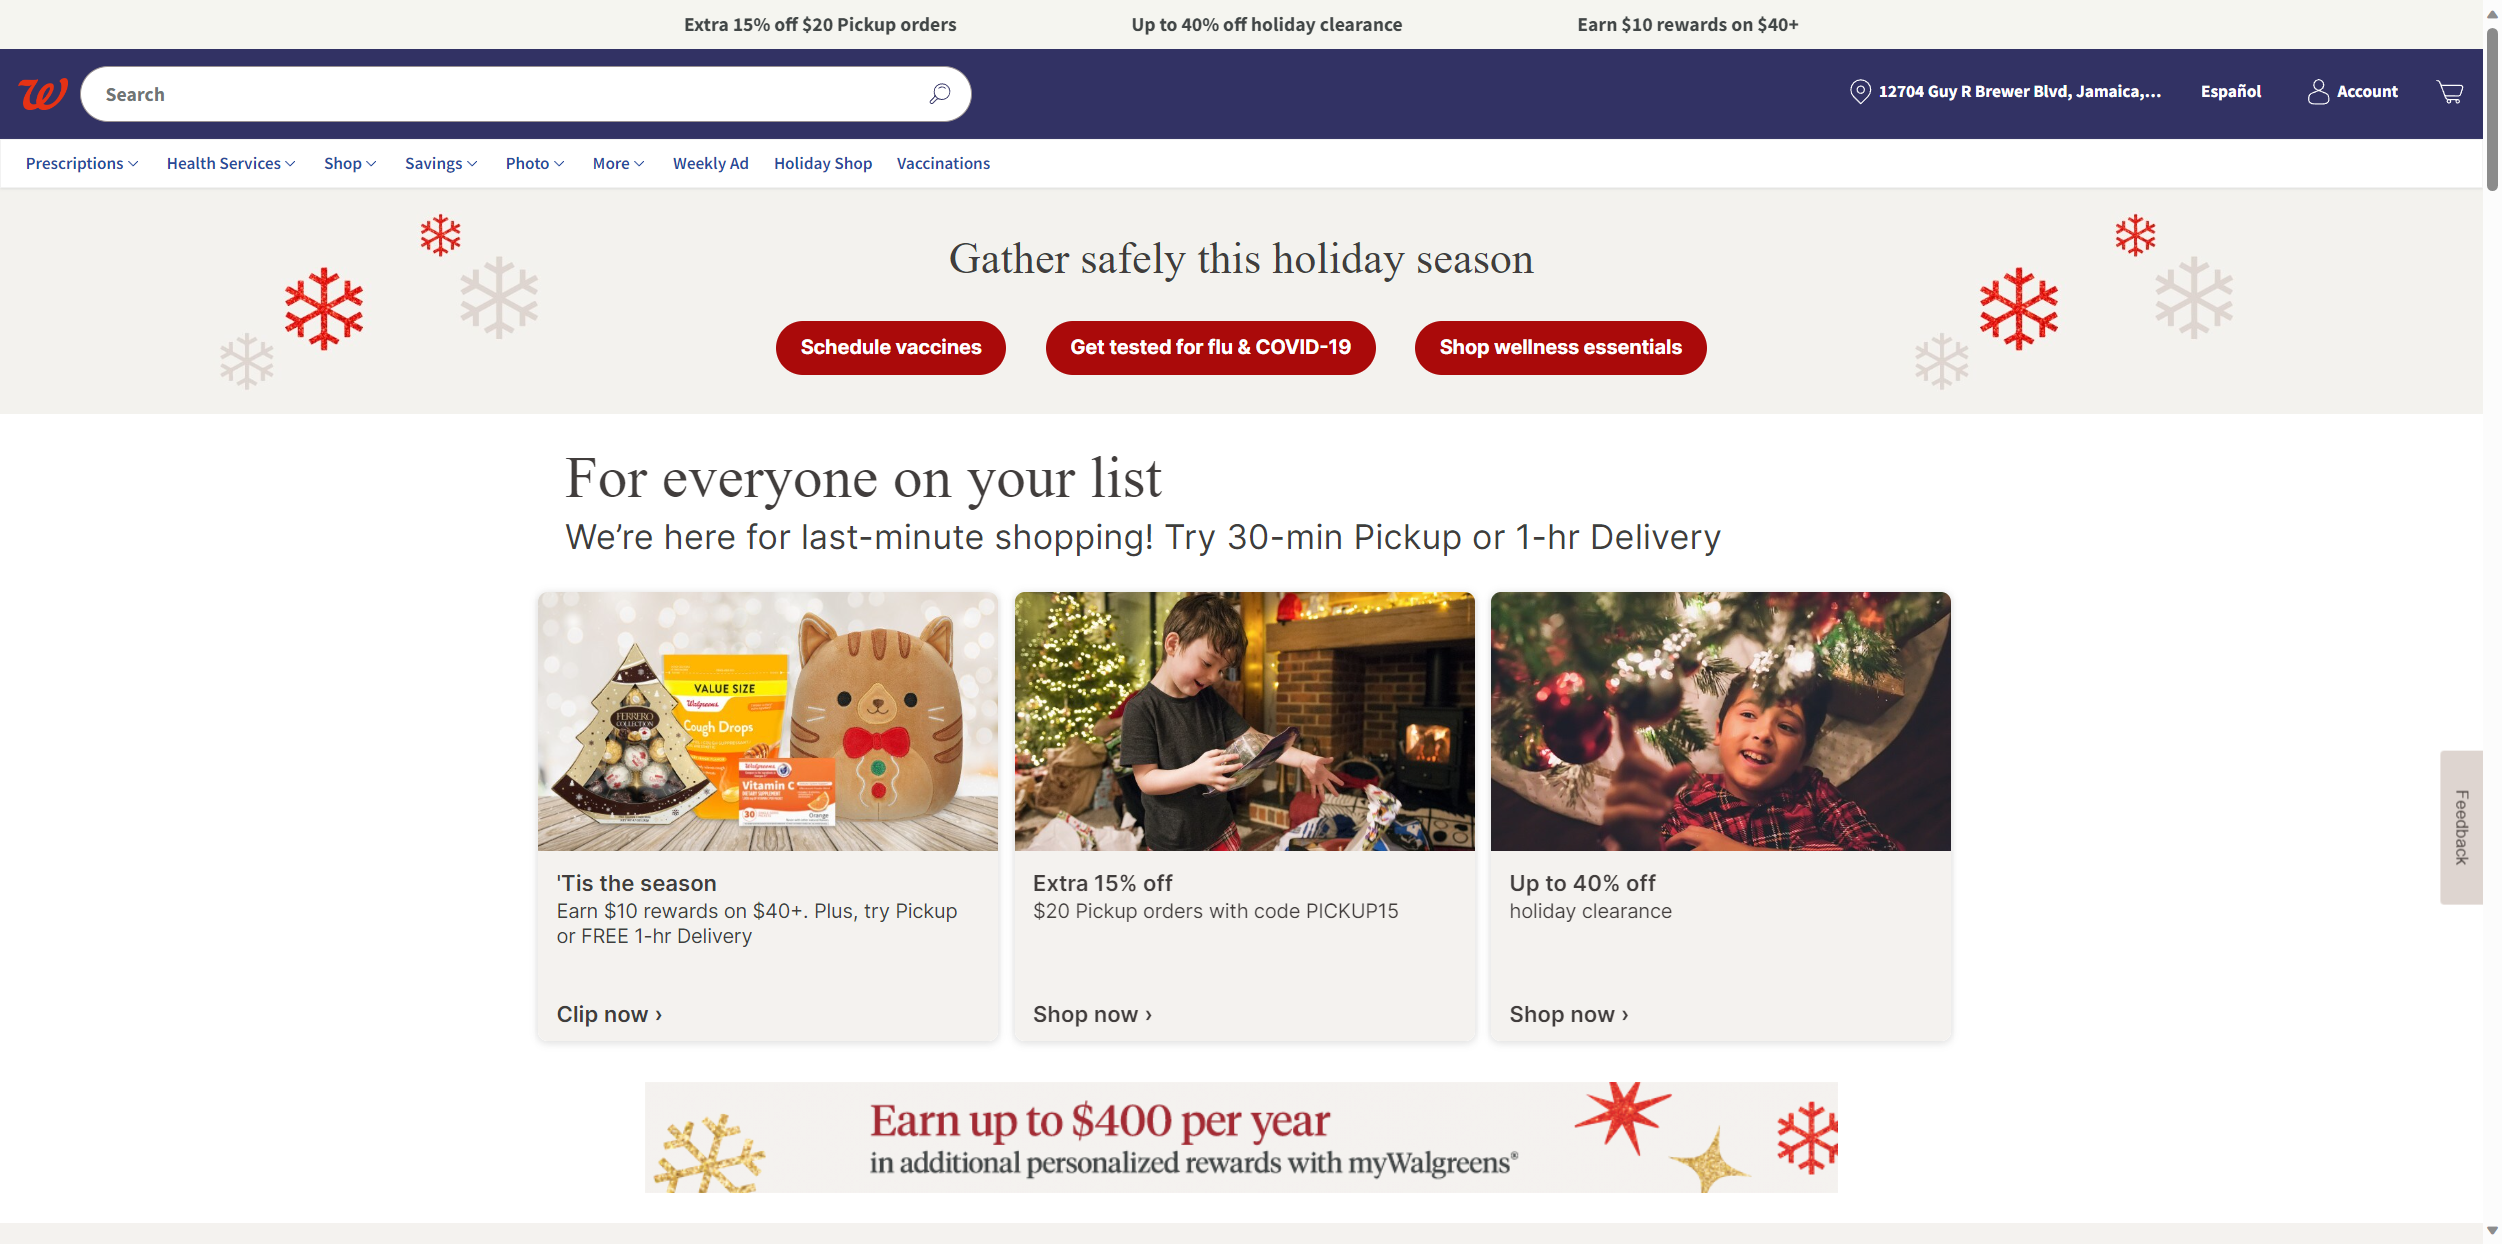 Extra 15% off $20 Pickup orders
Up to 40% off holiday clearance
Earn $10 rewards on $40+
W
Search
12704 Guy R Brewer Blvd, Jamaica,...
Español
Account
Prescriptions
Health Services
Shop
Savings
Photo
More
Weekly Ad
Holiday Shop
Vaccinations
Gather safely this holiday season
Schedule vaccines
Get tested for flu & COVID-19
Shop wellness essentials
For everyone on your list
We’re here for last-minute shopping! Try 30-min Pickup or 1-hr Delivery
FERRERO
COLLECTION
VALUE SIZE
Walgreens
Cough Drops
Walgreens
Vitamin C
DIETARY SUPPLEMENT
30
Orange
'Tis the season
Earn $10 rewards on $40+. Plus, try Pickup
or FREE 1-hr Delivery
Clip now ›
Extra 15% off
$20 Pickup orders with code PICKUP15
Shop now ›
Up to 40% off
holiday clearance
Shop now ›
Feedback
Earn up to $400 per year
in additional personalized rewards with myWalgreens®